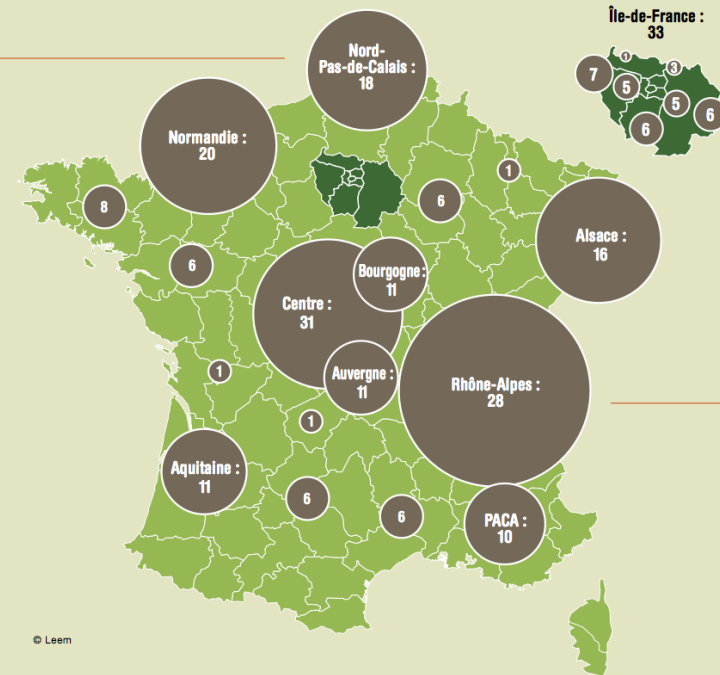 Île-de-France :
33
1
3
7
5
5
6
6
Nord-
Pas-de-Calais :
18
Normandie :
20
1
6
8
Alsace :
16
6
Bourgogne :
11
Centre :
31
1
Auvergne :
11
Rhône-Alpes :
28
1
Aquitaine :
11
6
6
PACA :
10
© Leem